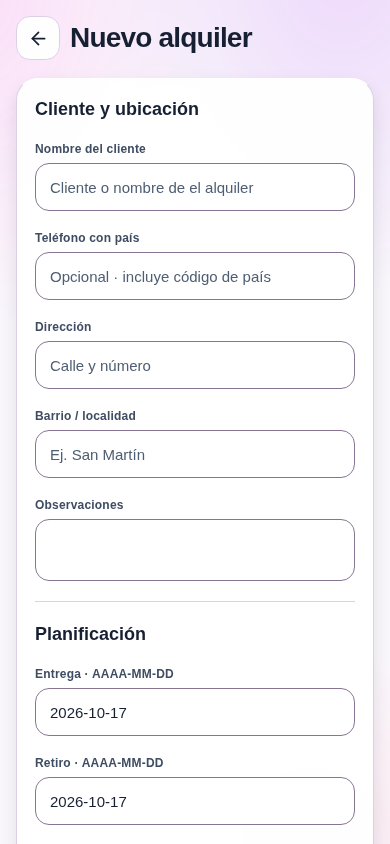 Nuevo alquiler
Cliente y ubicación
Nombre del cliente
Cliente o nombre de el alquiler
Teléfono con país
Opcional · incluye código de país
Dirección
Calle y número
Barrio / localidad
Ej. San Martín
Observaciones
Planificación
Entrega · AAAA-MM-DD
2026-10-17
Retiro · AAAA-MM-DD
2026-10-17